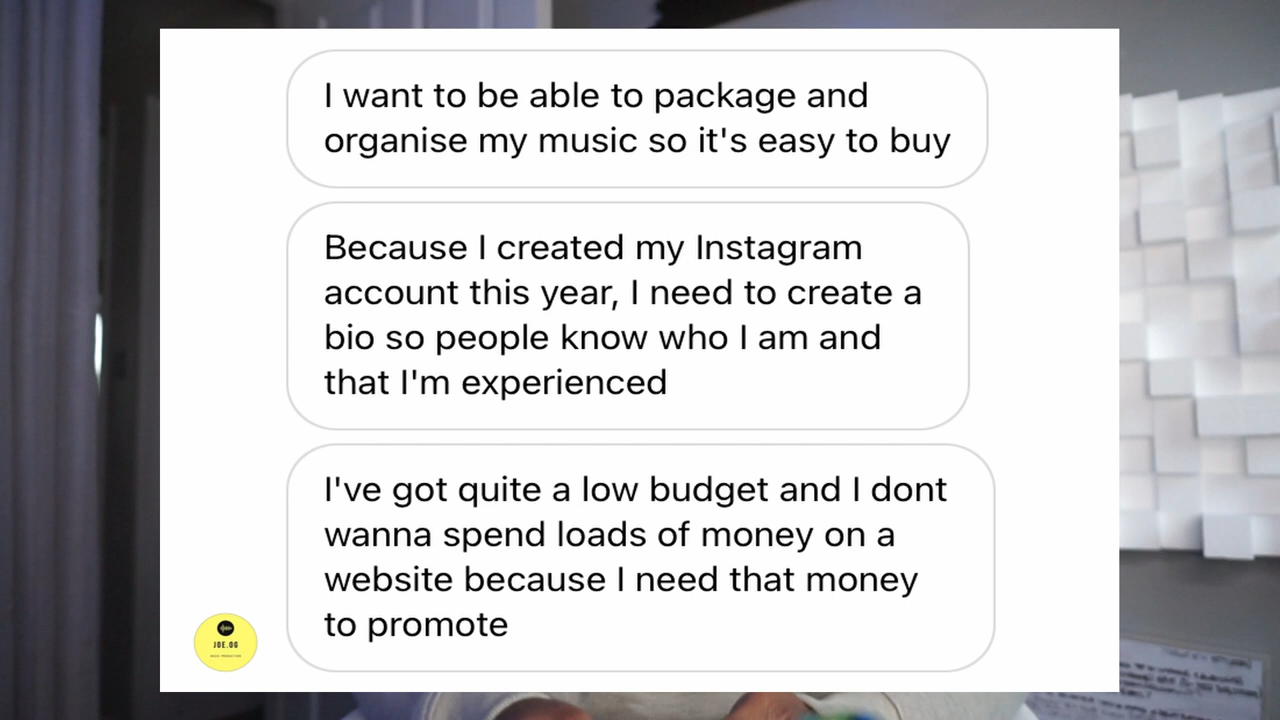 I want to be able to package and
organise my music so it's easy to buy
Because I created my Instagram
account this year, I need to create a
bio so people know who I am and
that I'm experienced
I've got quite a low budget and I dont
wanna spend loads of money on a
website because I need that money
to promote
JOE.OG
MUSIC PRODUCTION